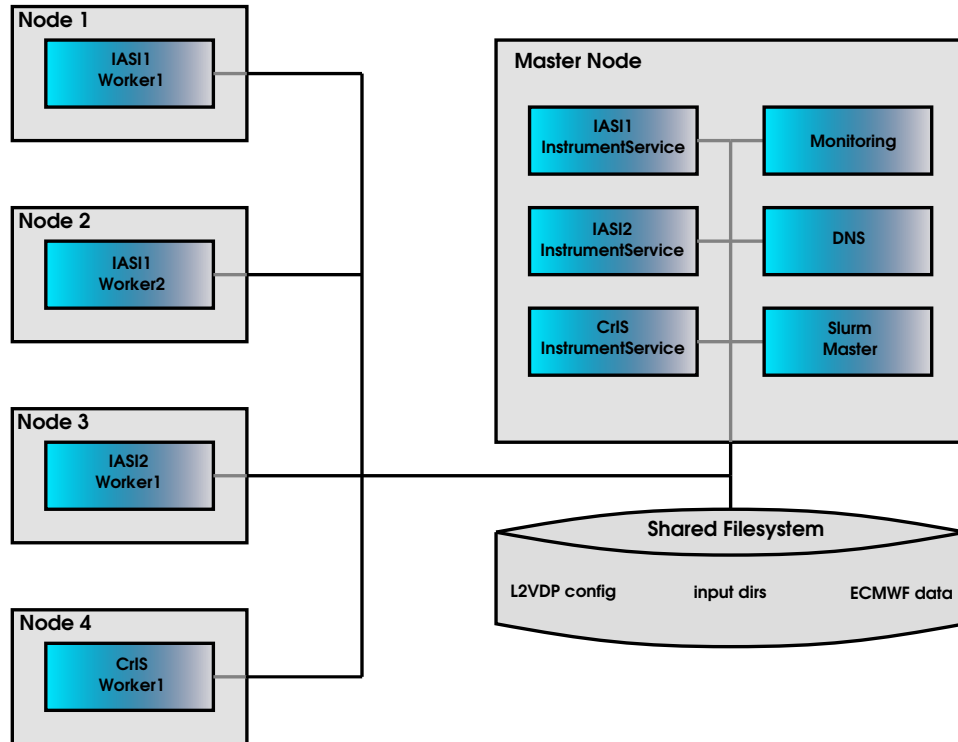 Node 1
IASI1
Worker1
Node 2
IASI1
Worker2
Node 3
IASI2
Worker1
Node 4
CrIS
Worker1
Master Node
IASI1
InstrumentService
Monitoring
IASI2
InstrumentService
DNS
CrIS
InstrumentService
Slurm
Master
Shared Filesystem
L2VDP config
input dirs
ECMWF data